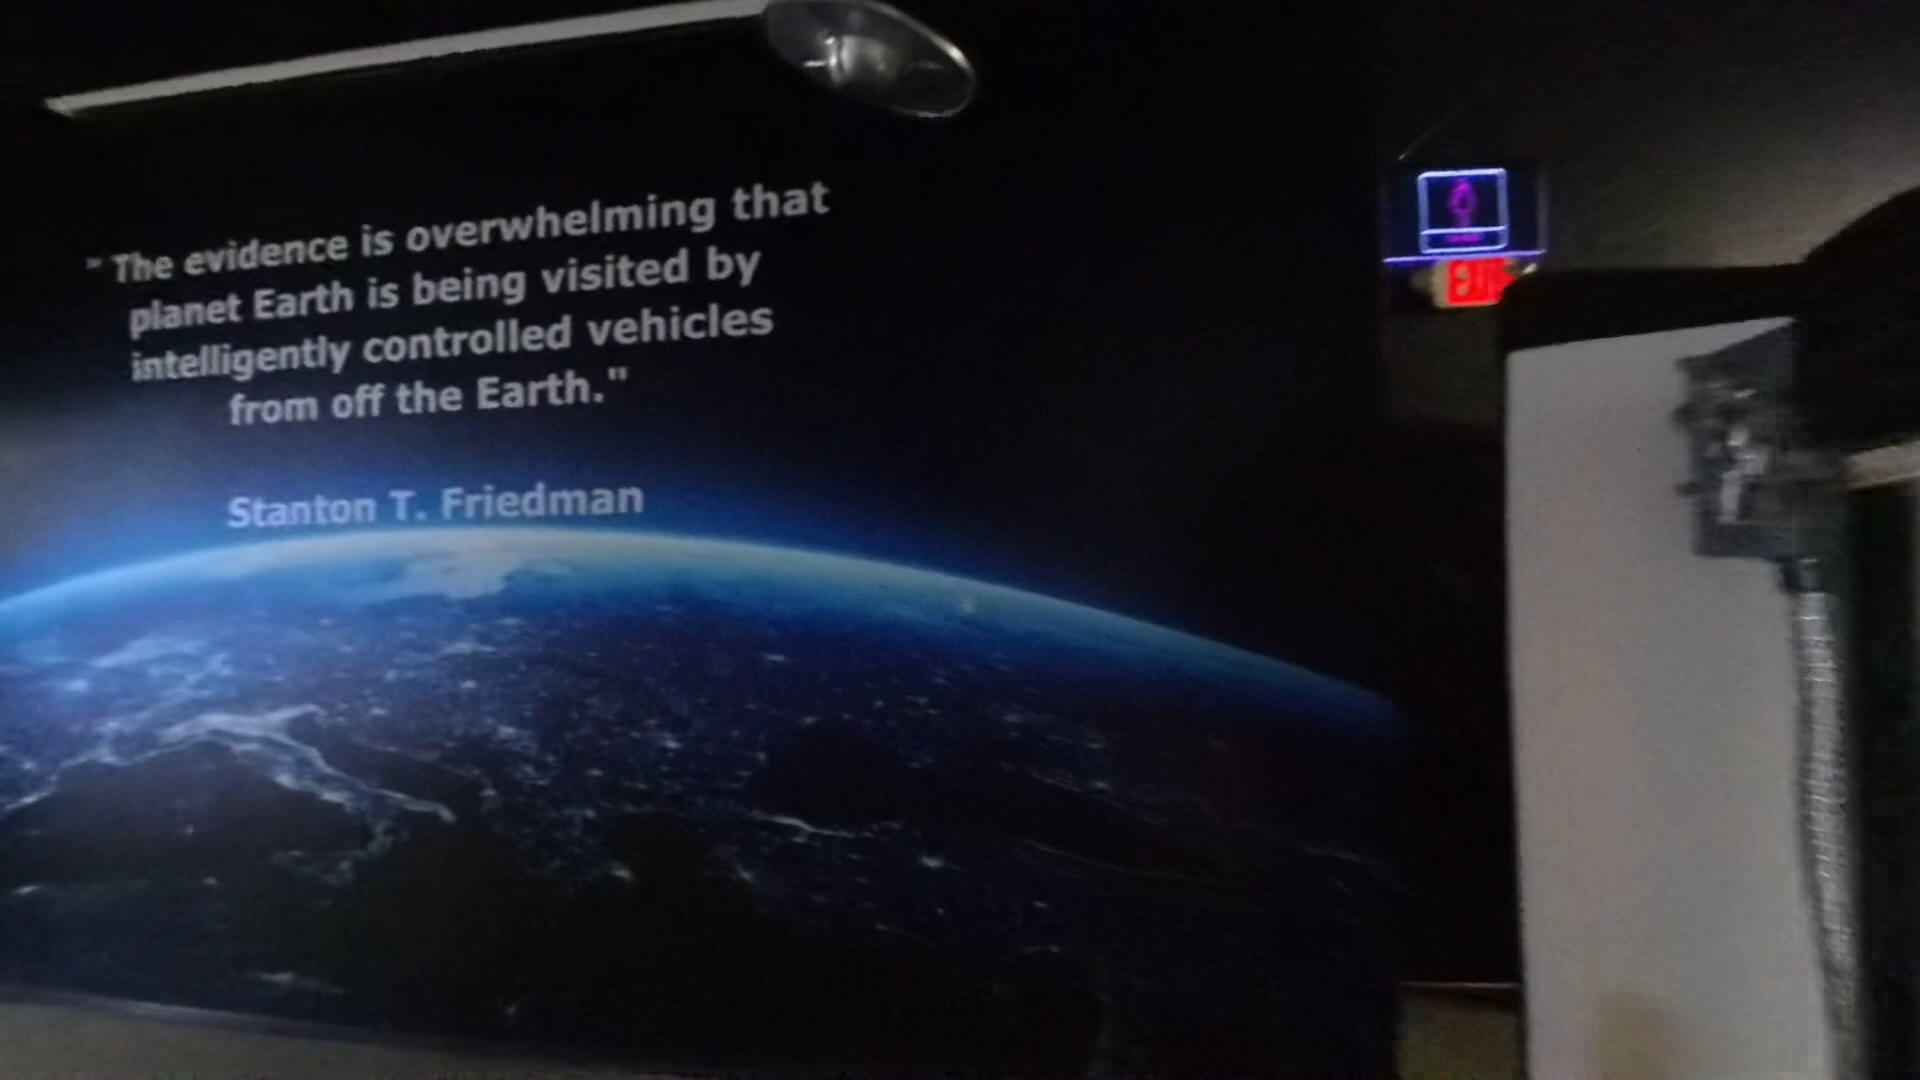 " The evidence is overwhelming that
planet Earth is being visited by
intelligently controlled vehicles
from off the Earth."
Stanton T. Friedman
EXIT